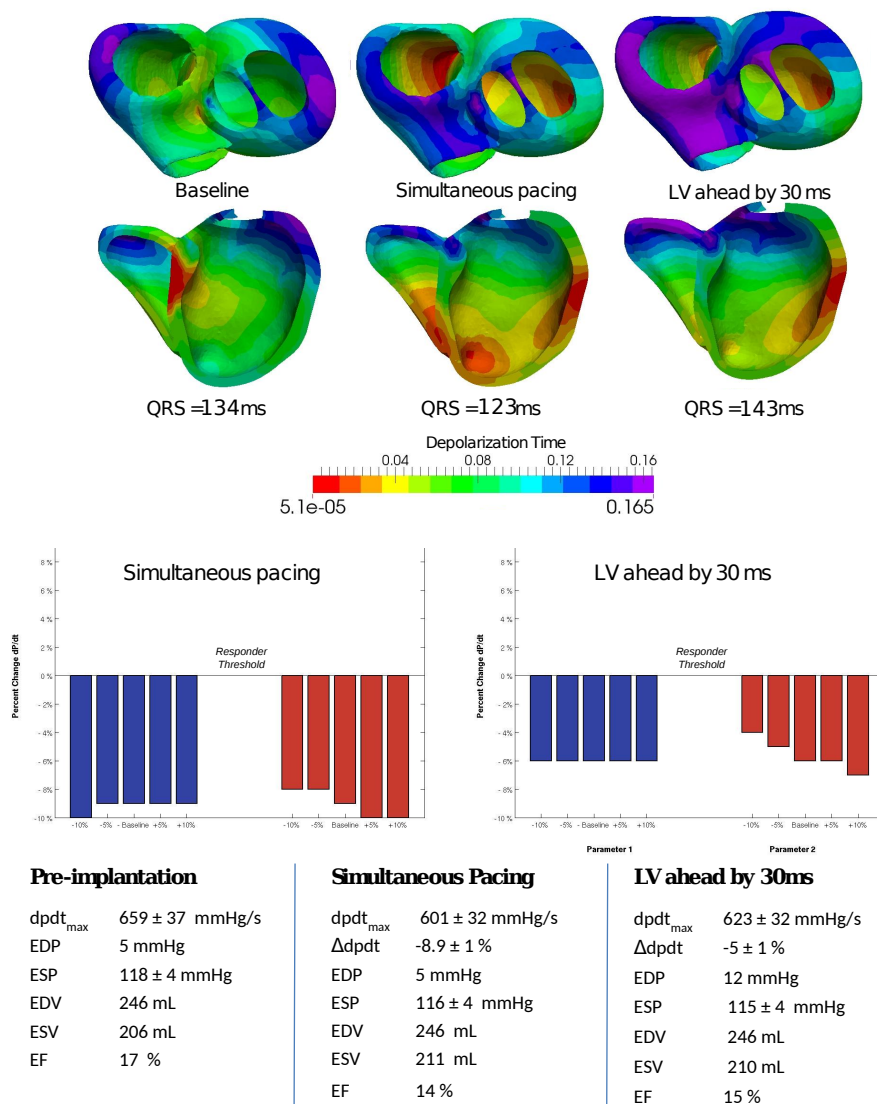 Baseline
Simultaneous pacing
LV ahead by 30 ms
QRS =134ms
QRS =123ms
QRS =143ms
Depolarization Time
0.04 0.08 0.12 0.16
5.1e-05 0.165
Simultaneous pacing
Percent Change dP/dt
8 %
6 %
4 %
2 %
0 %
- 2%
- 4%
- 6%
- 8%
-10 %
Responder
Threshold
-10% -5% - Baseline +5% +10% -10% -5% Baseline +5% +10%
LV ahead by 30 ms
Percent Change dP/dt
8 %
6 %
4 %
2 %
0 %
- 2%
- 4%
- 6%
- 8%
-10 %
Responder
Threshold
-10% -5% - Baseline +5% +10% -10% -5% Baseline +5% +10%
Parameter 1 Parameter 2
Pre-implantation
dpdtmax 659 ± 37 mmHg/s
EDP 5 mmHg
ESP 118 ± 4 mmHg
EDV 246 mL
ESV 206 mL
EF 17 %
Simultaneous Pacing
dpdtmax 601 ± 32 mmHg/s
Δdpdt -8.9 ± 1 %
EDP 5 mmHg
ESP 116 ± 4 mmHg
EDV 246 mL
ESV 211 mL
EF 14 %
LV ahead by 30ms
dpdtmax 623 ± 32 mmHg/s
Δdpdt -5 ± 1 %
EDP 12 mmHg
ESP 115 ± 4 mmHg
EDV 246 mL
ESV 210 mL
EF 15 %